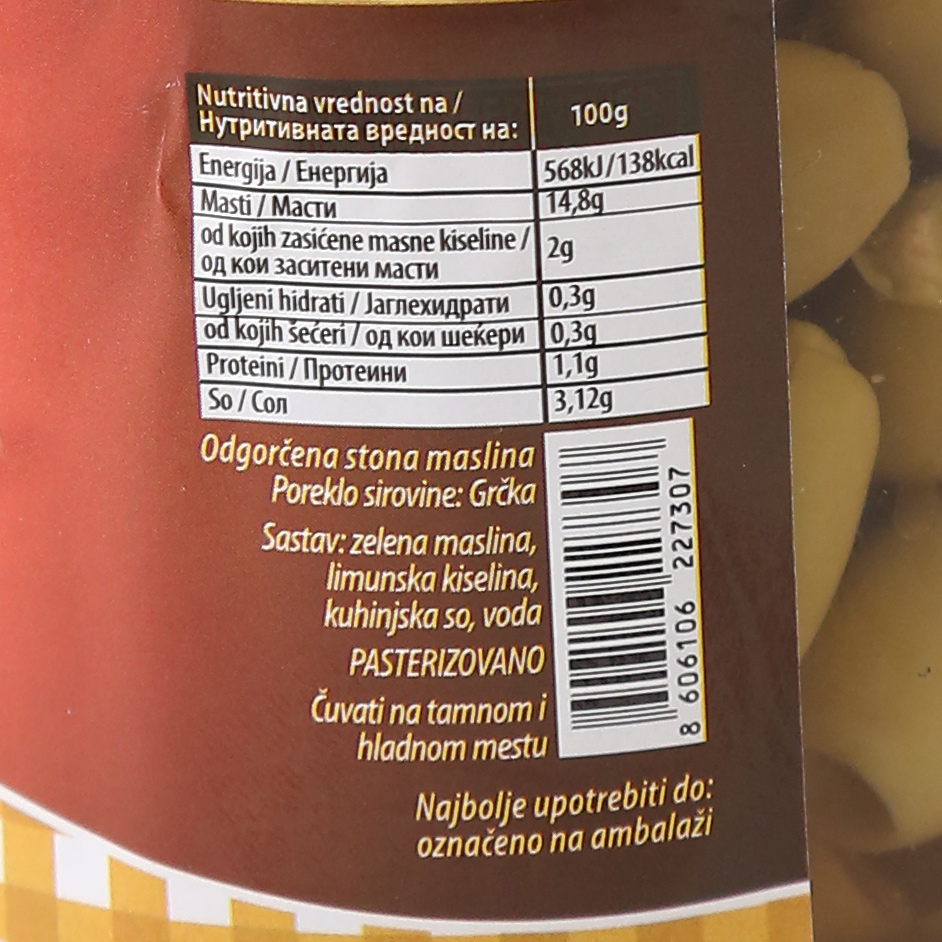 Nutritivna vrednost na /
Нутритивната вредност на:
100g
Energija / Енергија 568kJ/138kcal
Masti / Масти 14,8g
od kojih zasićene masne kiseline /
од кои заситени масти 2g
Ugljeni hidrati / Јаглехидрати 0,3g
od kojih šećeri / од кои шеќери 0,3g
Proteini / Протеини 1,1g
So / Сол 3,12g
Odgorčena stona maslina
Poreklo sirovine: Grčka
Sastav: zelena maslina,
limunska kiselina,
kuhinjska so, voda
PASTERIZOVANO
Čuvati na tamnom i
hladnom mestu
8 606106 227307
Najbolje upotrebiti do:
označeno na ambalaži